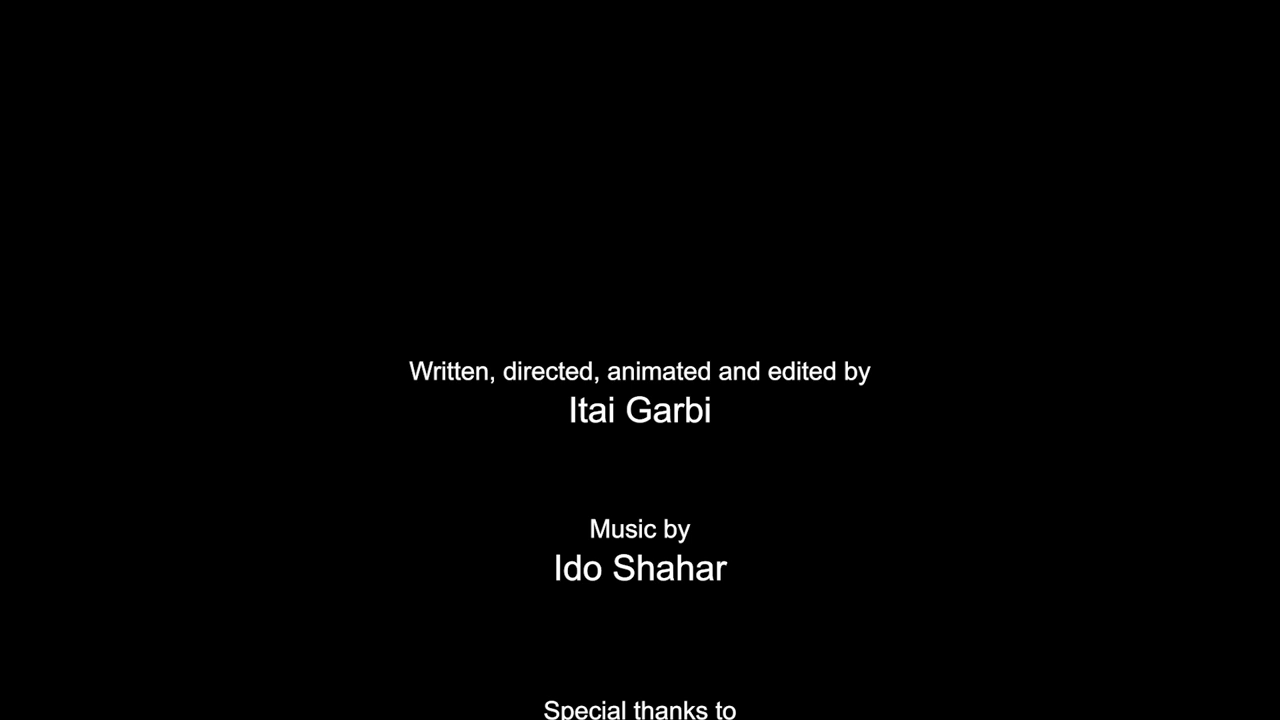 Written, directed, animated and edited by
Itai Garbi
Music by
Ido Shahar
Special thanks to